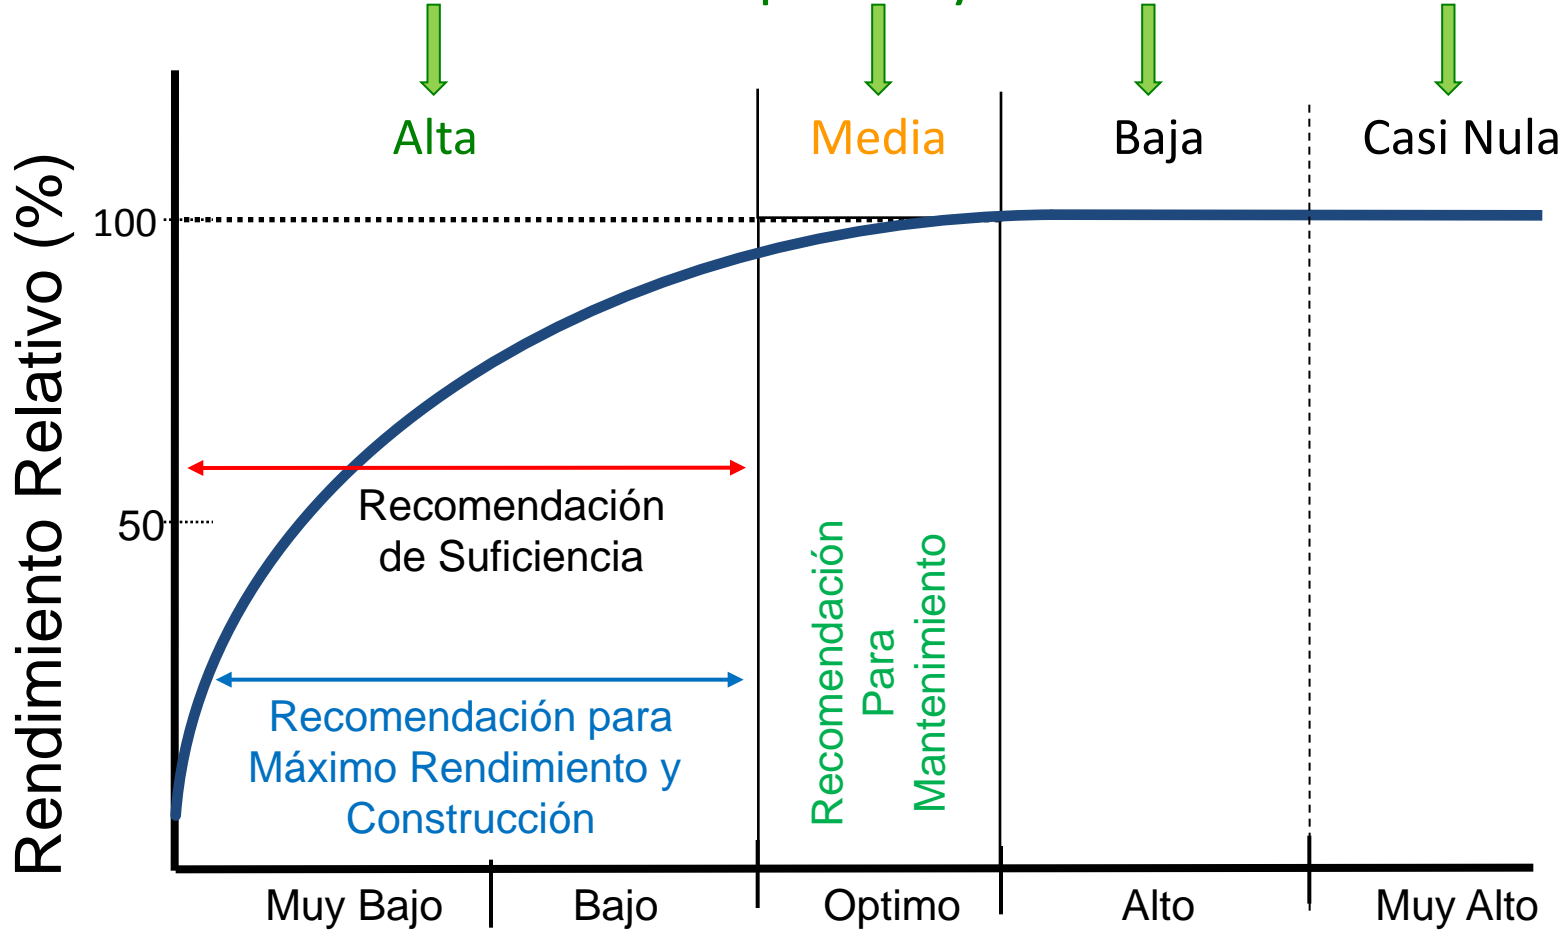 Alta
Media
Baja
Casi Nula
Rendimiento Relativo (%)
100
50
Recomendación
de Suficiencia
Recomendación para
Máximo Rendimiento y
Construcción
Recomendación
Para
Mantenimiento
Muy Bajo
Bajo
Optimo
Alto
Muy Alto